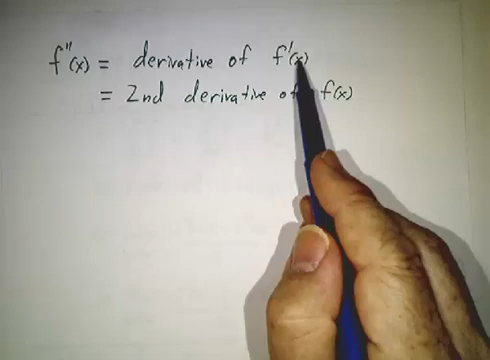 f''(x) = derivative of f'(x)
= 2nd derivative of f(x)